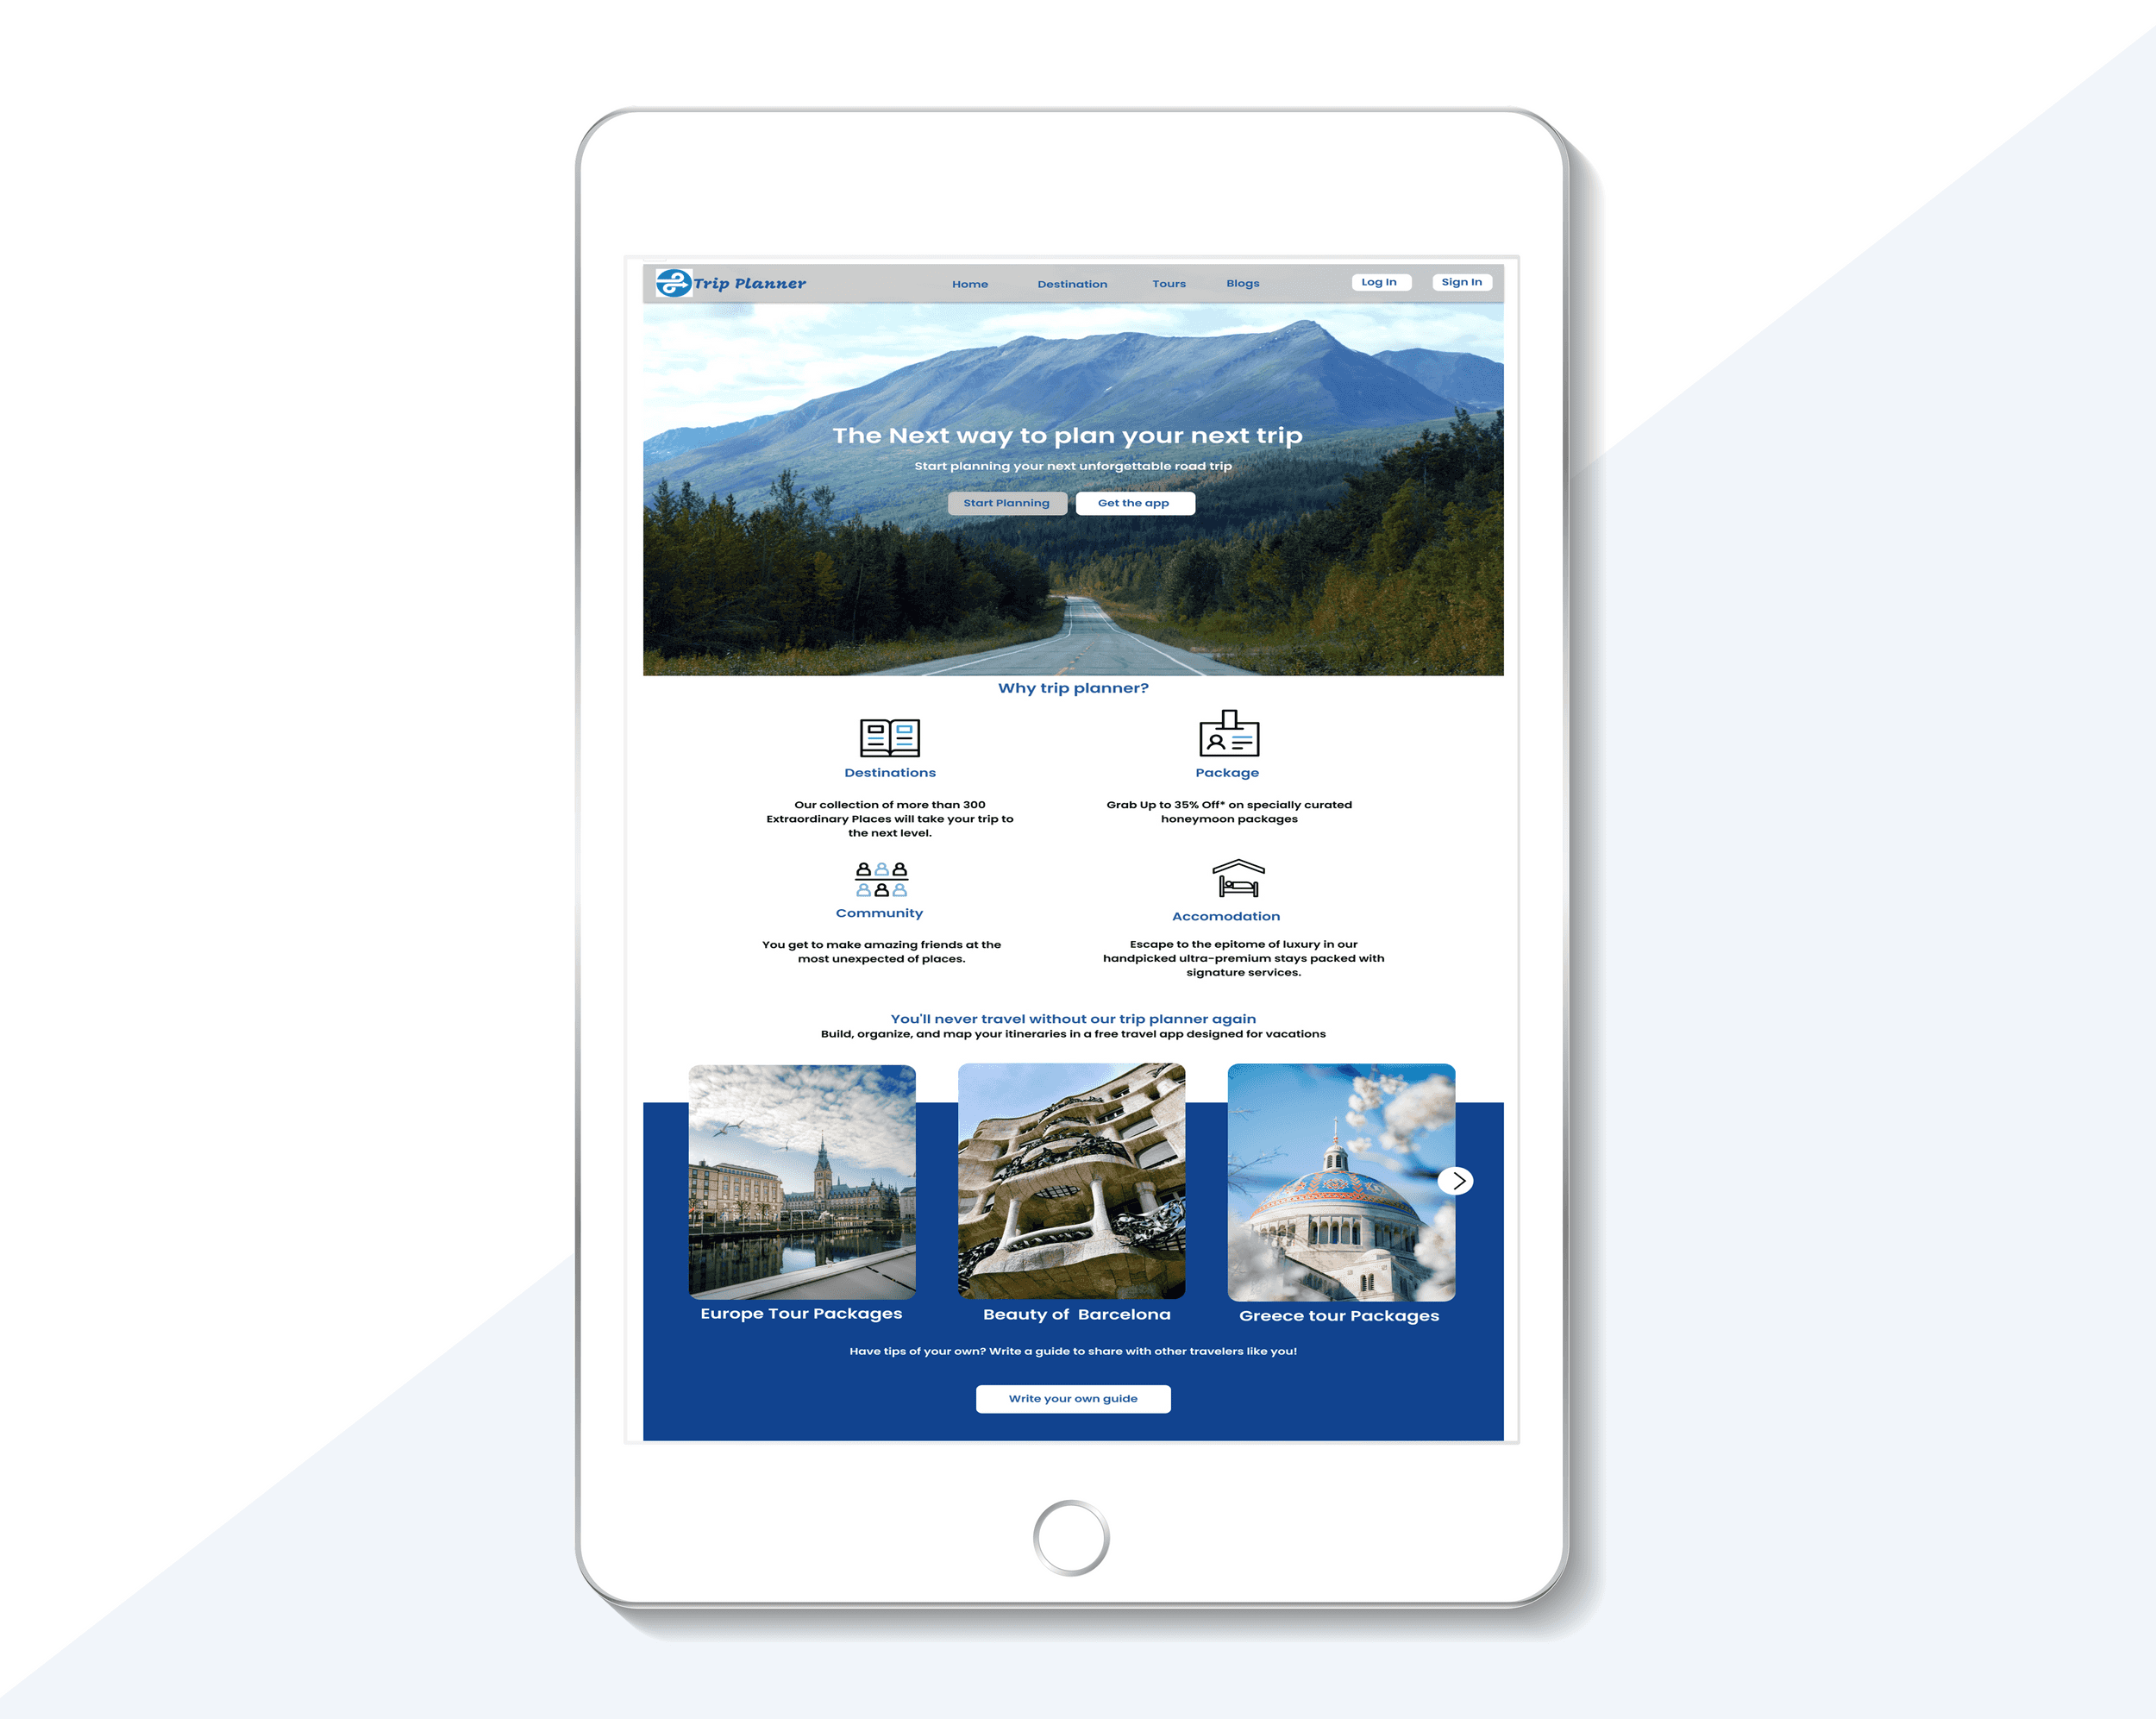 Trip Planner
Home
Destination
Tours
Blogs
Log In
Sign In
The Next way to plan your next trip
Start planning your next unforgettable road trip
Start Planning
Get the app
Why trip planner?
Destinations
Our collection of more than 300
Extraordinary Places will take your trip to
the next level.
Package
Grab Up to 35% Off* on specially curated
honeymoon packages
Community
You get to make amazing friends at the
most unexpected of places.
Accomodation
Escape to the epitome of luxury in our
handpicked ultra-premium stays packed with
signature services.
You'll never travel without our trip planner again
Build, organize, and map your itineraries in a free travel app designed for vacations
Europe Tour Packages
Beauty of  Barcelona
Greece tour Packages
Have tips of your own? Write a guide to share with other travelers like you!
Write your own guide